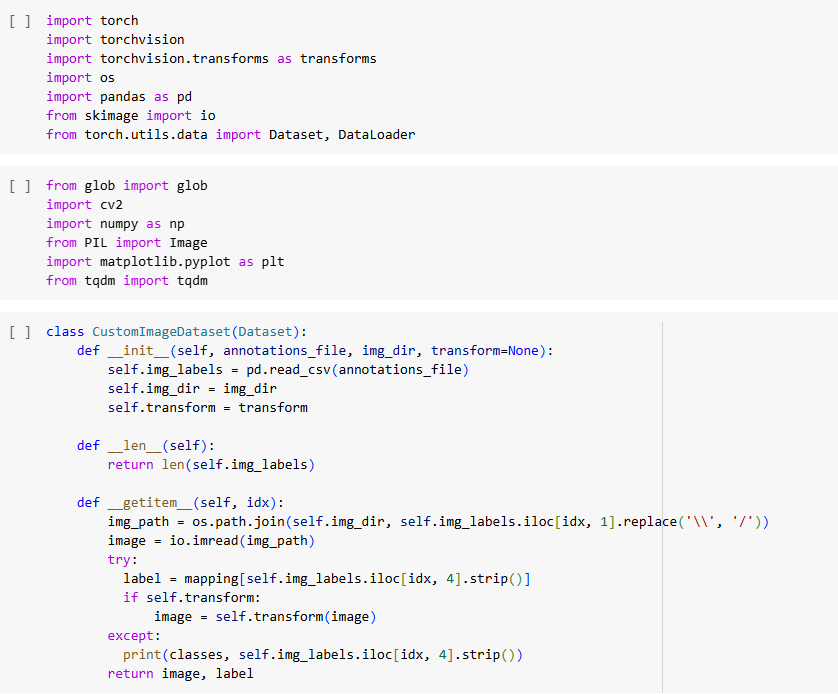 [ ] import torch
import torchvision
import torchvision.transforms as transforms
import os
import pandas as pd
from skimage import io
from torch.utils.data import Dataset, DataLoader
[ ] from glob import glob
import cv2
import numpy as np
from PIL import Image
import matplotlib.pyplot as plt
from tqdm import tqdm
[ ] class CustomImageDataset(Dataset):
    def __init__(self, annotations_file, img_dir, transform=None):
        self.img_labels = pd.read_csv(annotations_file)
        self.img_dir = img_dir
        self.transform = transform
    def __len__(self):
        return len(self.img_labels)
    def __getitem__(self, idx):
        img_path = os.path.join(self.img_dir, self.img_labels.iloc[idx, 1].replace('\\', '/'))
        image = io.imread(img_path)
        try:
          label = mapping[self.img_labels.iloc[idx, 4].strip()]
          if self.transform:
              image = self.transform(image)
        except:
          print(classes, self.img_labels.iloc[idx, 4].strip())
        return image, label